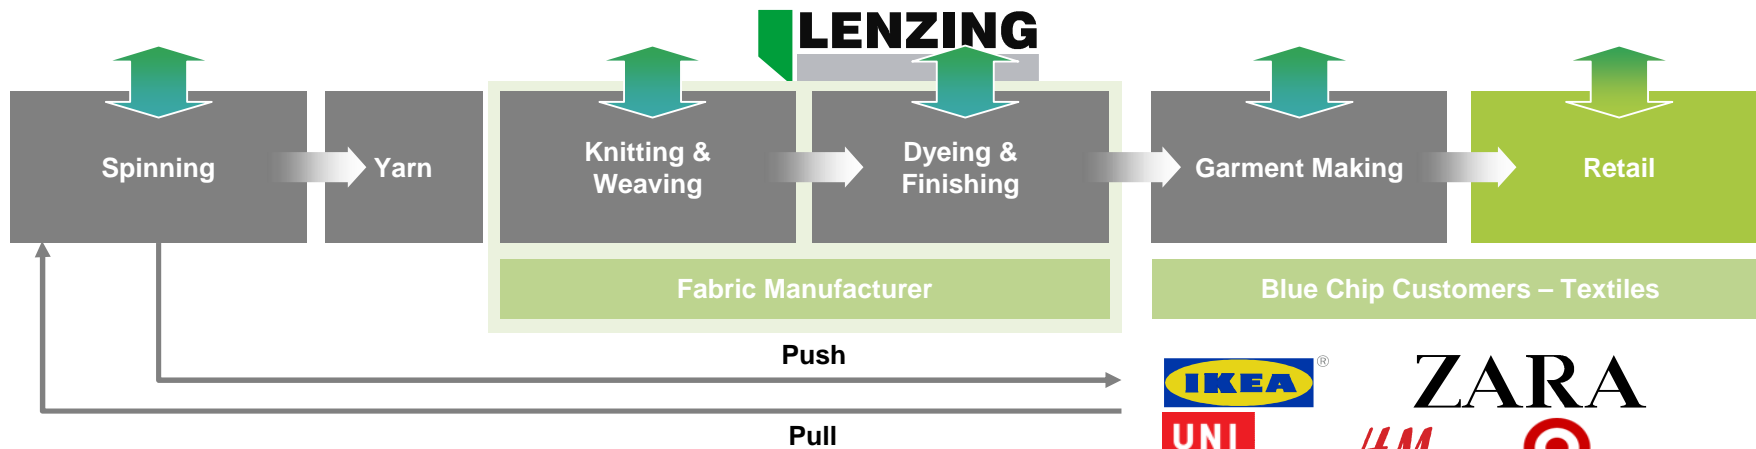 LENZING
Spinning
Yarn
Knitting &
Weaving
Dyeing &
Finishing
Garment Making
Retail
Fabric Manufacturer
Blue Chip Customers – Textiles
Push
Pull
IKEA ®
ZARA
UNI
H&M